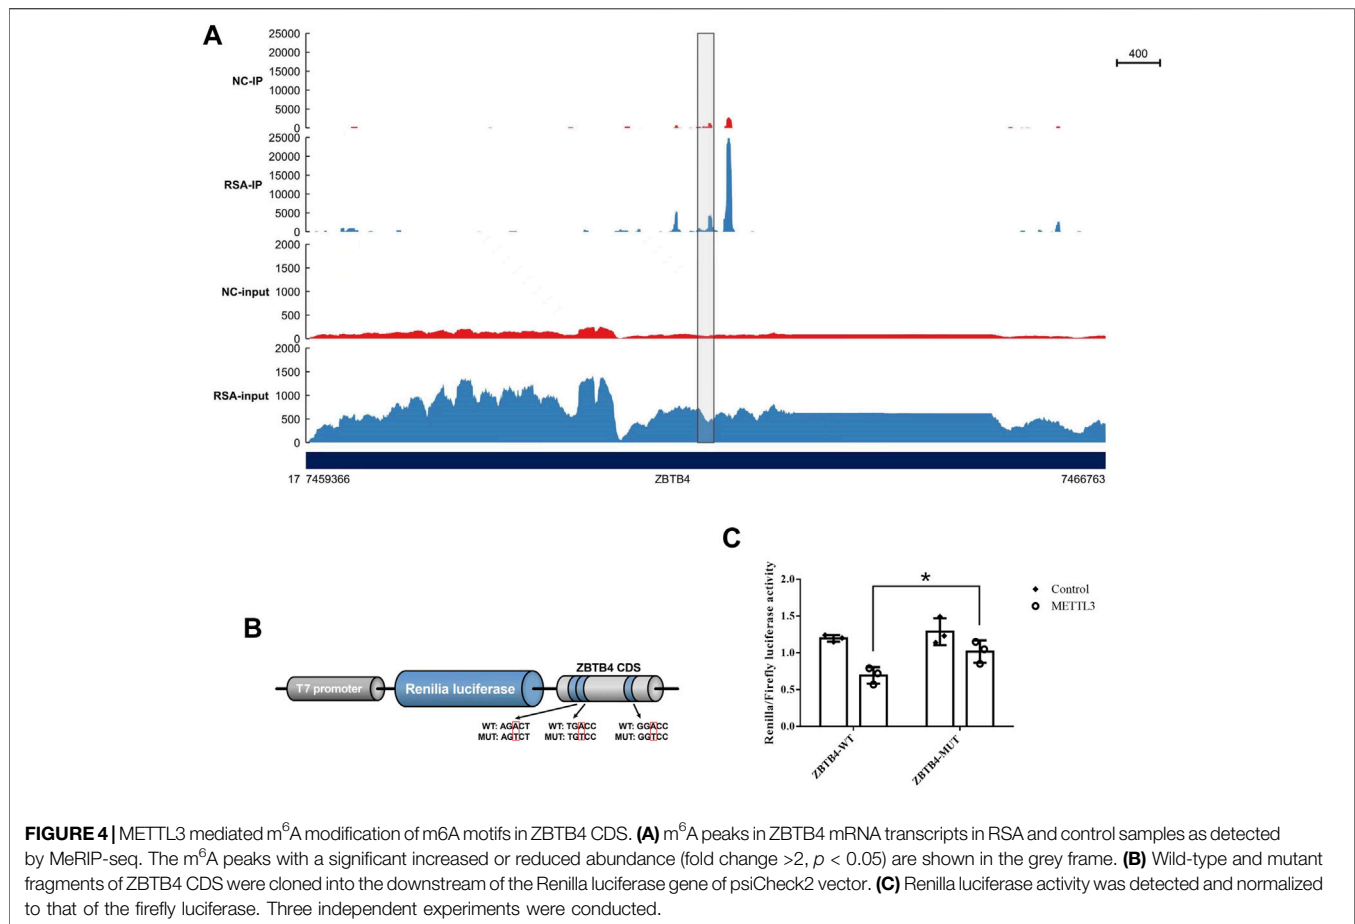 A
25000
20000
15000
10000
5000
0
NC-IP
400
25000
20000
15000
10000
5000
0
RSA-IP
2000
1500
1000
500
0
NC-input
2000
1500
1000
500
0
RSA-input
17 7459366 ZBTB4 7466763
B
ZBTB4 CDS
T7 promoter Renilia luciferase
WT: AGACT WT: TGACC WT: GGACC
MUT: AGTCT MUT: TGTCC MUT: GGTCC
C
Renilla/Firefly luciferase activity
2.0
1.5
1.0
0.5
0.0
*
Control
METTL3
ZBTB4-WT
ZBTB4-MUT
FIGURE 4 | METTL3 mediated m⁶A modification of m6A motifs in ZBTB4 CDS. (A) m⁶A peaks in ZBTB4 mRNA transcripts in RSA and control samples as detected
by MeRIP-seq. The m⁶A peaks with a significant increased or reduced abundance (fold change >2, p < 0.05) are shown in the grey frame. (B) Wild-type and mutant
fragments of ZBTB4 CDS were cloned into the downstream of the Renilla luciferase gene of psiCheck2 vector. (C) Renilla luciferase activity was detected and normalized
to that of the firefly luciferase. Three independent experiments were conducted.